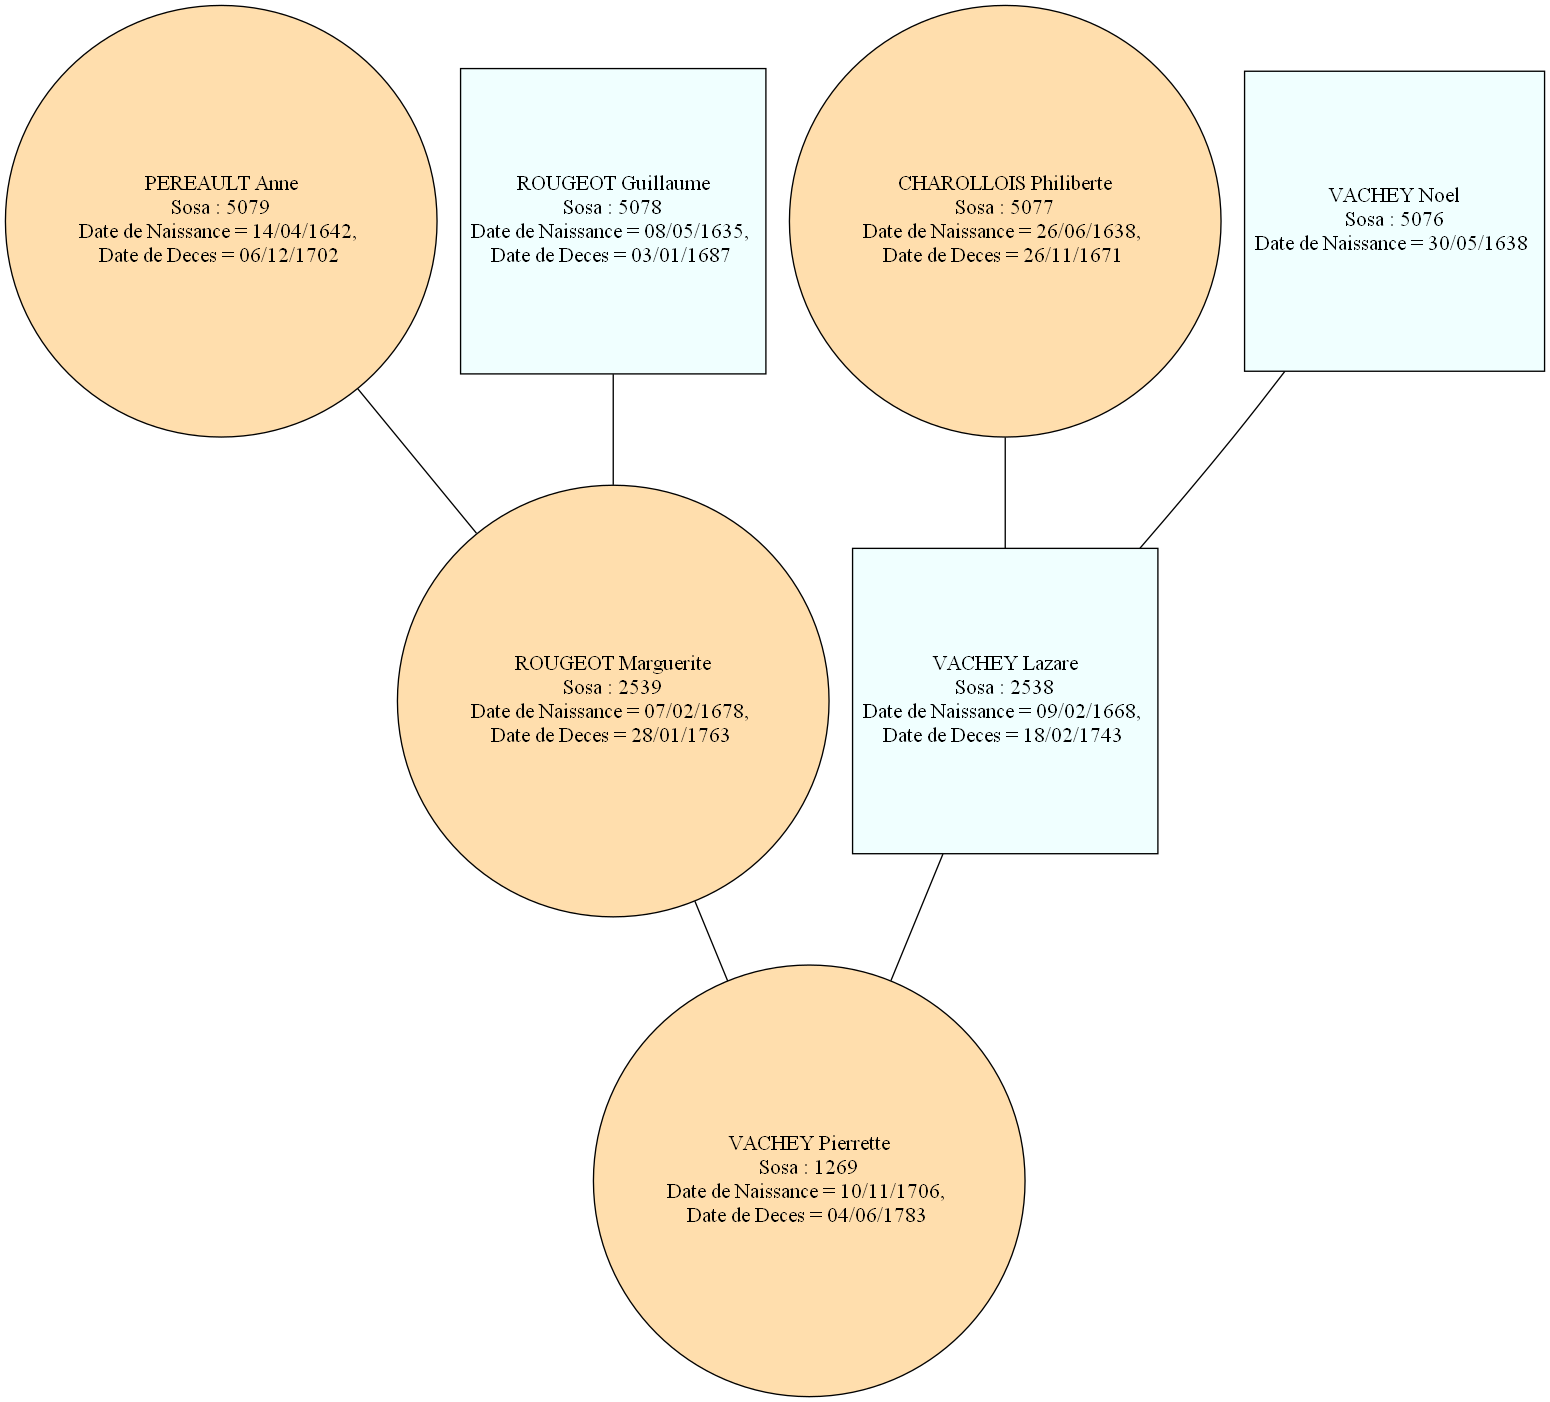 PEREAULT Anne
Sosa : 5079
Date de Naissance = 14/04/1642,
Date de Deces = 06/12/1702
ROUGEOT Guillaume
Sosa : 5078
Date de Naissance = 08/05/1635,
Date de Deces = 03/01/1687
CHAROLLOIS Philiberte
Sosa : 5077
Date de Naissance = 26/06/1638,
Date de Deces = 26/11/1671
VACHEY Noel
Sosa : 5076
Date de Naissance = 30/05/1638
ROUGEOT Marguerite
Sosa : 2539
Date de Naissance = 07/02/1678,
Date de Deces = 28/01/1763
VACHEY Lazare
Sosa : 2538
Date de Naissance = 09/02/1668,
Date de Deces = 18/02/1743
VACHEY Pierrette
Sosa : 1269
Date de Naissance = 10/11/1706,
Date de Deces = 04/06/1783